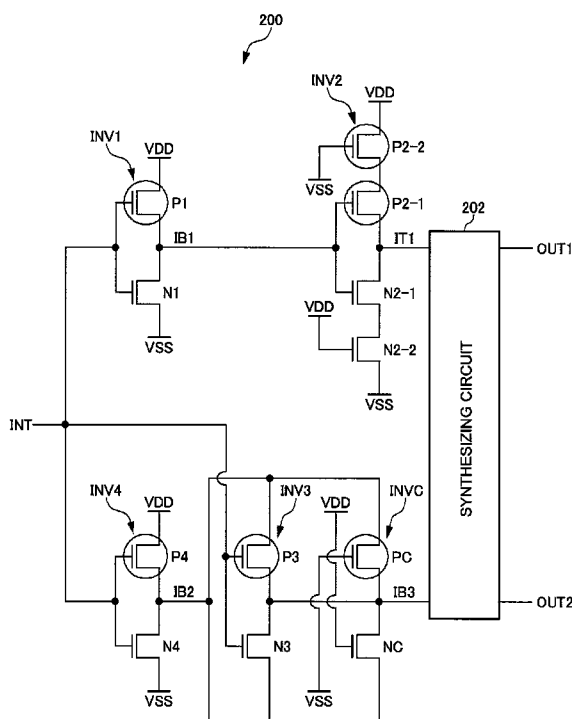 200
INV2
VDD
INV1
VDD
P2-2
VSS
P1
P2-1
202
IB1
IT1
OUT1
N1
N2-1
VDD
VSS
N2-2
VSS
SYNTHESIZING CIRCUIT
INT
INV4
VDD
INV3
VDD
INVC
P4
P3
PC
IB2
IB3
OUT2
N4
N3
VSS
NC
VSS